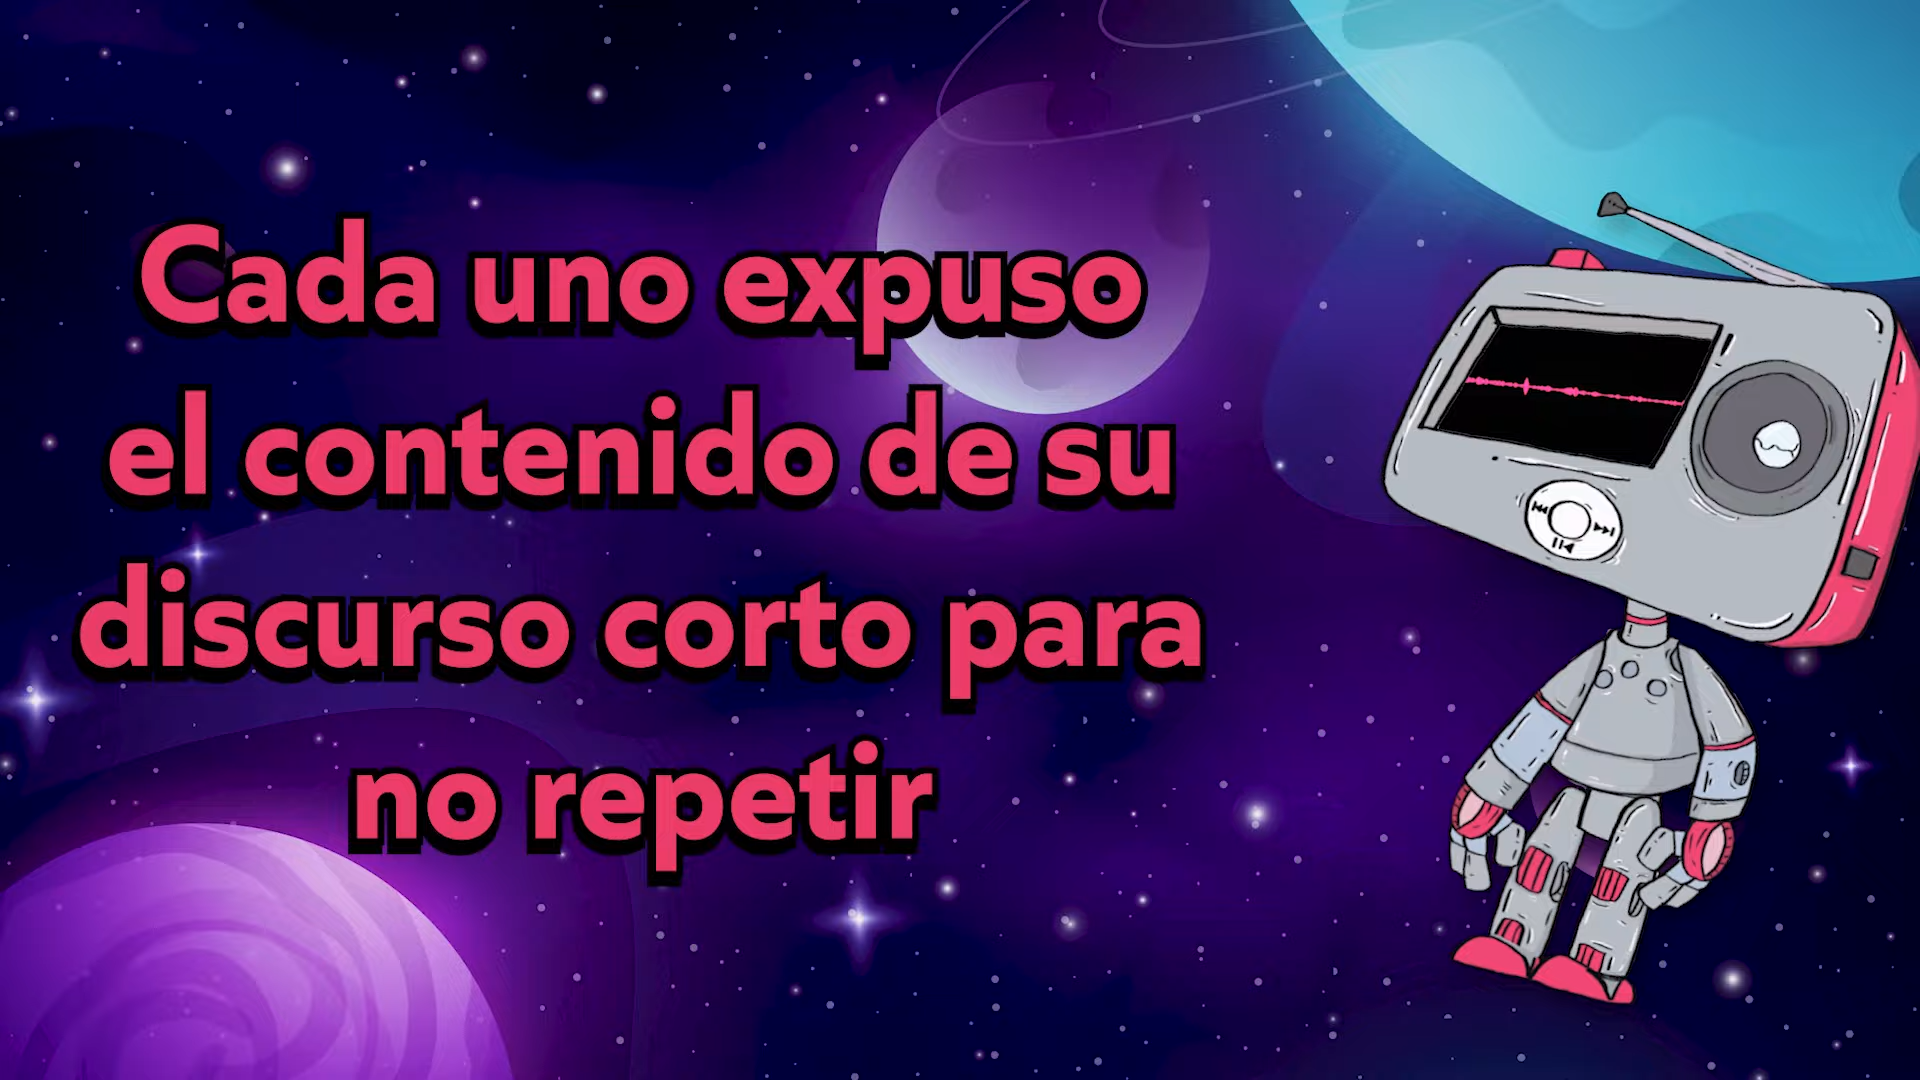 Cada uno expuso
el contenido de su
discurso corto para
no repetir